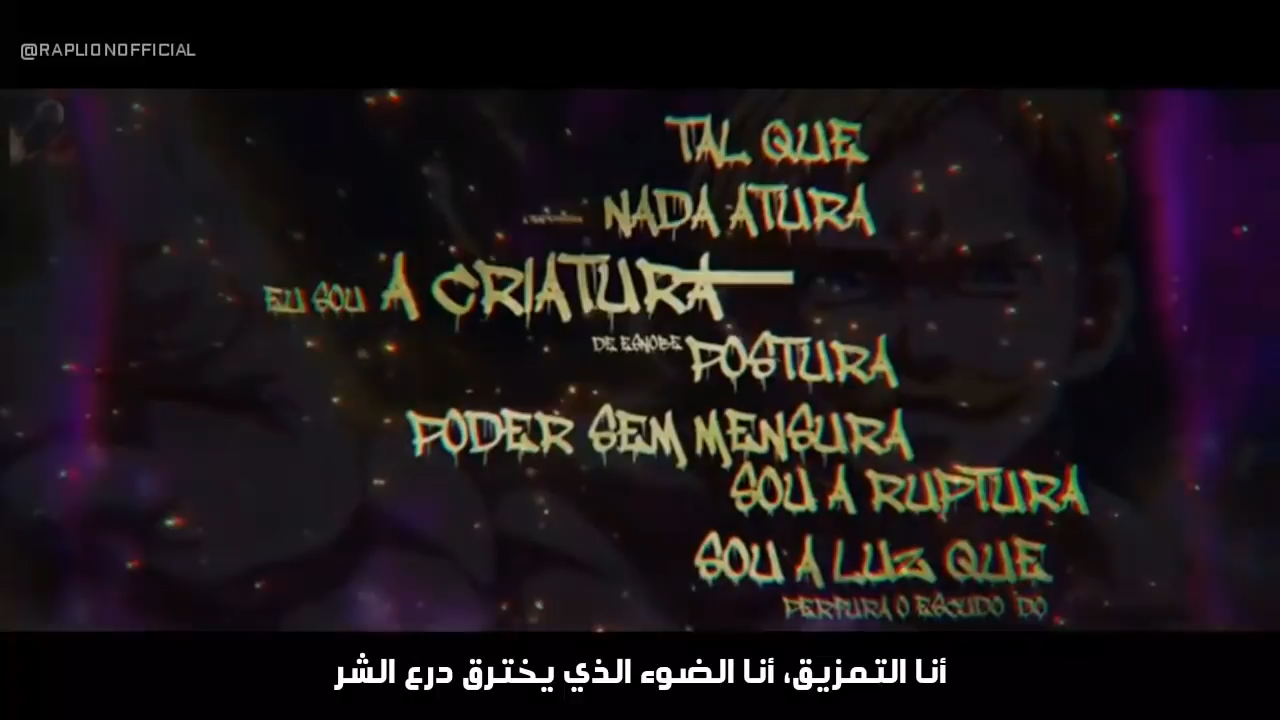 @RAPLIONOFFICIAL
TAL QUE
NADA ATURA
EU SOU A CRIATURA
DE ESNOBE POSTURA
PODER SEM MENSURA
SOU A RUPTURA
SOU A LUZ QUE
PERFURA O ESCUDO DO
أنا التمزيق، أنا الضوء الذي يخترق درع الشر